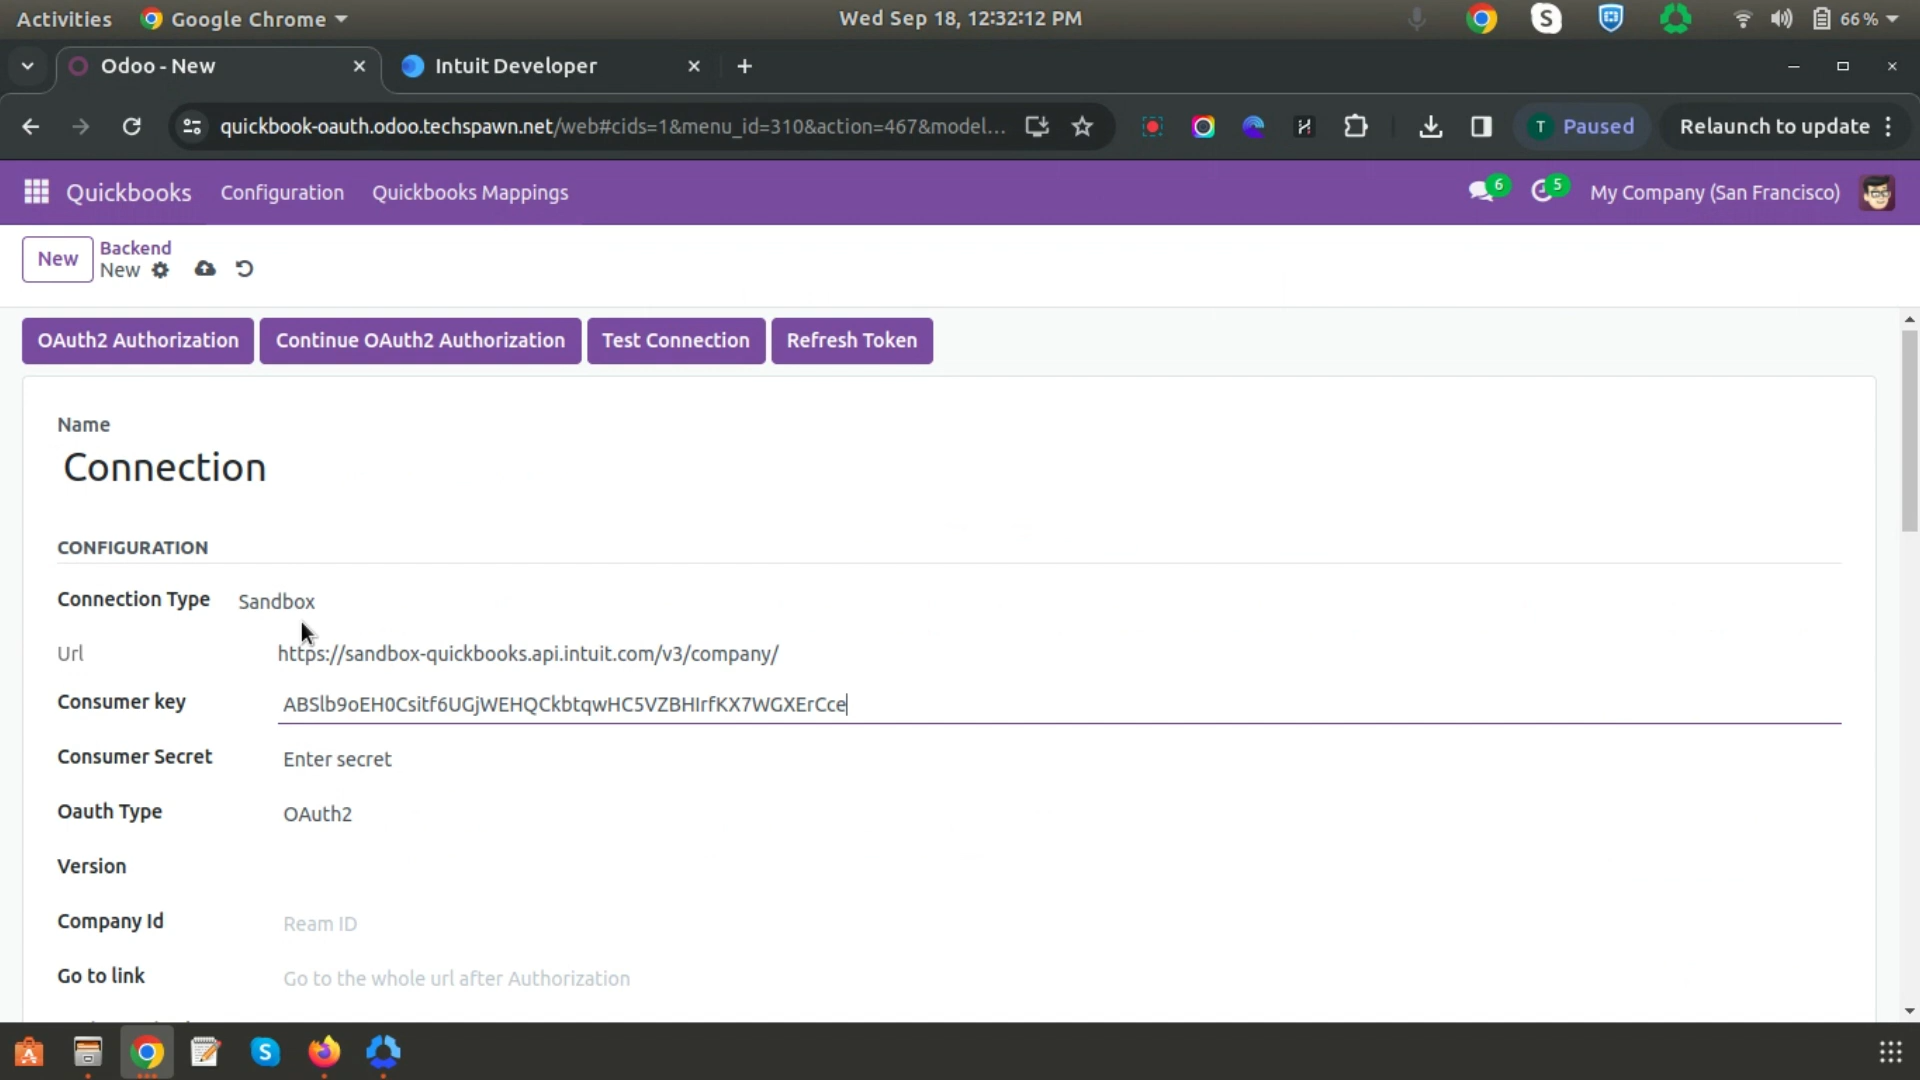 Activities
Google Chrome
Wed Sep 18, 12:32:12 PM
66 %
Odoo - New
Intuit Developer
quickbook-oauth.odoo.techspawn.net/web#cids=1&menu_id=310&action=467&model...
T Paused
Relaunch to update
Quickbooks
Configuration
Quickbooks Mappings
6
5
My Company (San Francisco)
New
Backend
New
OAuth2 Authorization
Continue OAuth2 Authorization
Test Connection
Refresh Token
Name
Connection
CONFIGURATION
Connection Type Sandbox
Url https://sandbox-quickbooks.api.intuit.com/v3/company/
Consumer key ABSlb9oEH0Csitf6UGjWEHQCkbtqwHC5VZBHIrfKX7WGXErCce
Consumer Secret Enter secret
Oauth Type OAuth2
Version
Company Id Ream ID
Go to link Go to the whole url after Authorization